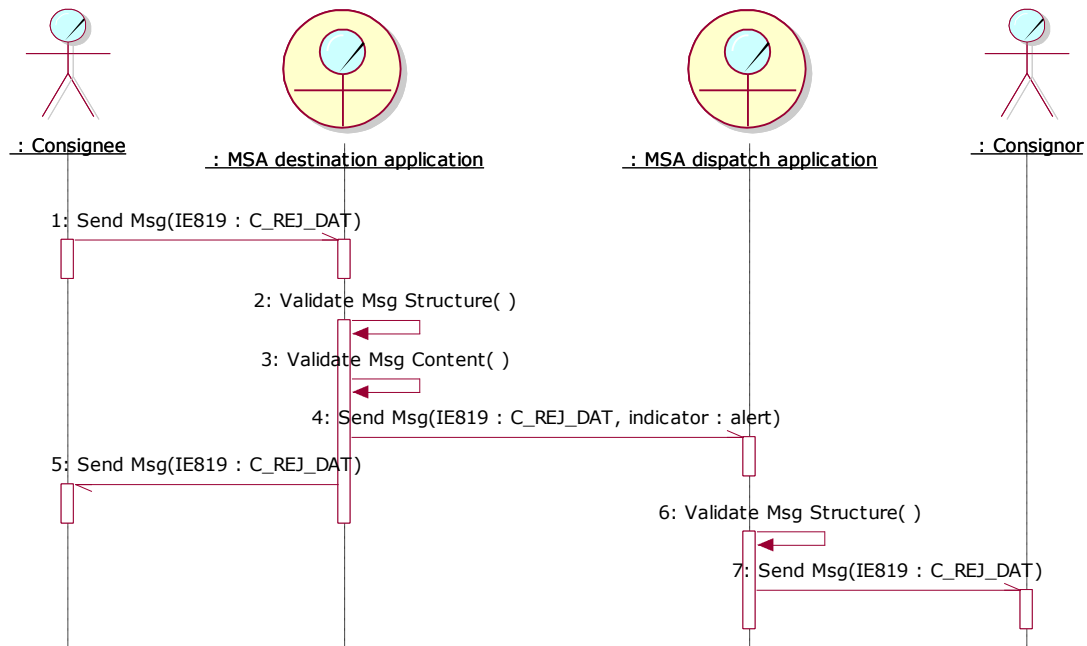 : Consignee
: MSA destination application
: MSA dispatch application
: Consignor
1: Send Msg(IE819 : C_REJ_DAT)
2: Validate Msg Structure( )
3: Validate Msg Content( )
4: Send Msg(IE819 : C_REJ_DAT, indicator : alert)
5: Send Msg(IE819 : C_REJ_DAT)
6: Validate Msg Structure( )
7: Send Msg(IE819 : C_REJ_DAT)